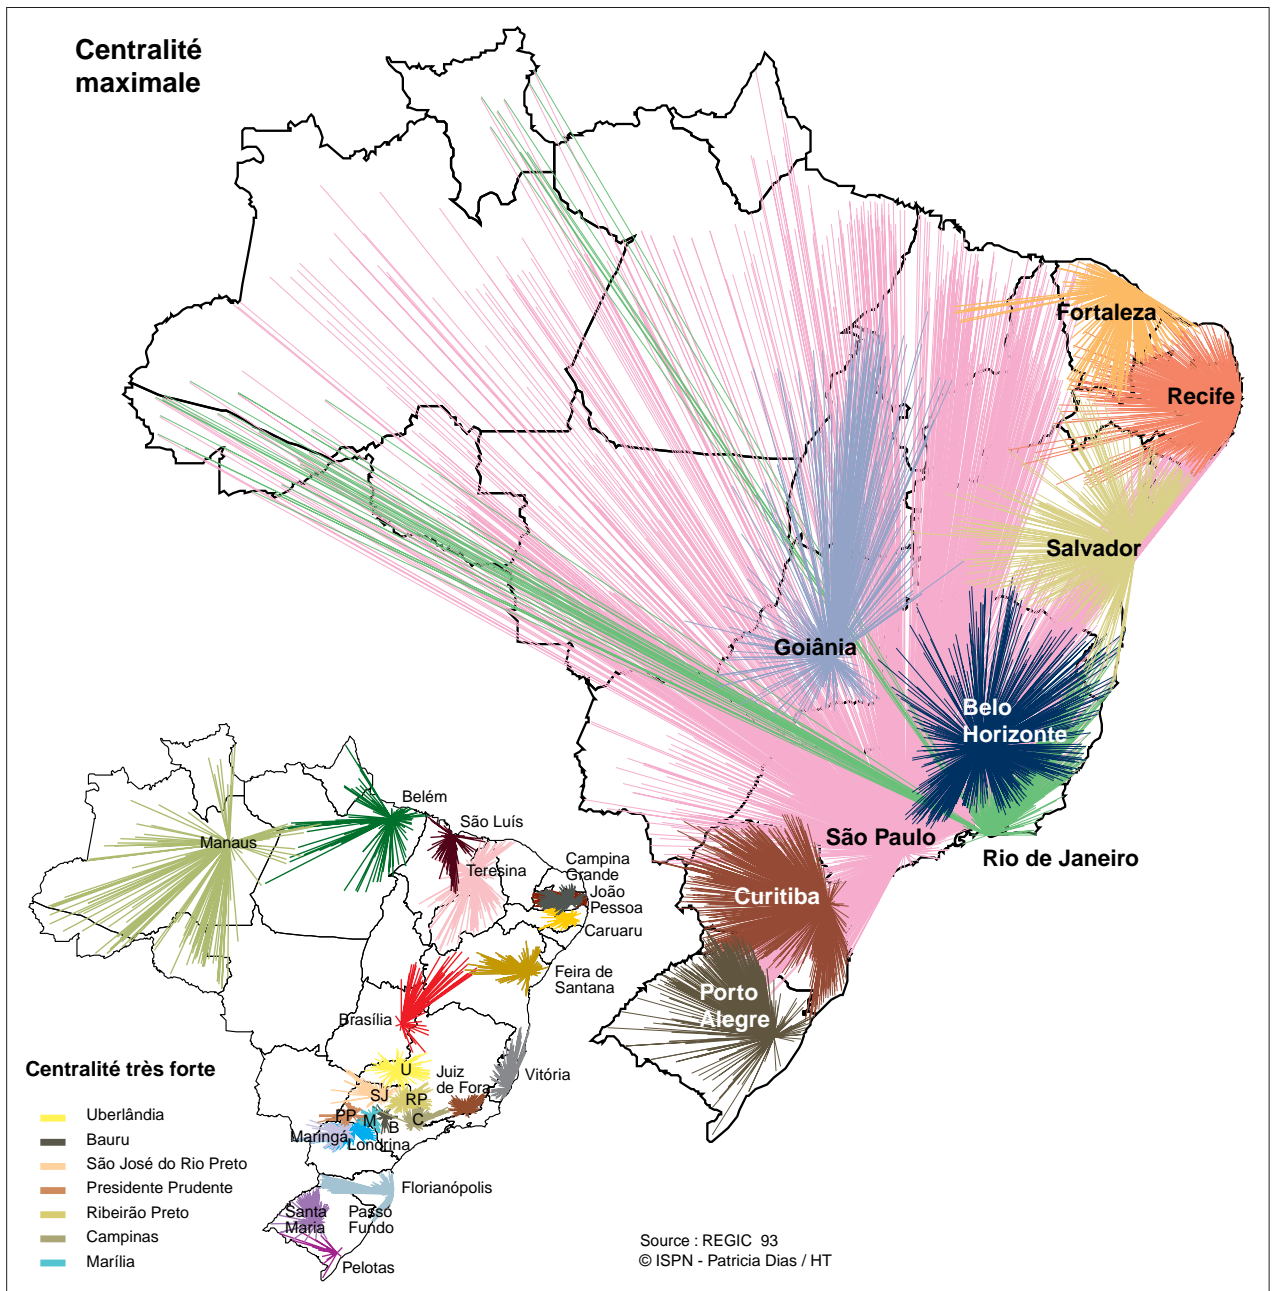 Centralité
maximale
Fortaleza
Recife
Salvador
Goiânia
Belo
Horizonte
São Paulo
Rio de Janeiro
Curitiba
Porto
Alegre
Belém
São Luís
Manaus
Teresina
Campina
Grande
João
Pessoa
Caruaru
Feira de
Santana
Brasília
Vitória
U
Juiz
de Fora
SJ
RP
PP
M
C
B
Maringá
Londrina
Florianópolis
Santa
Maria
Passo
Fundo
Pelotas
Centralité très forte
Uberlândia
Bauru
São José do Rio Preto
Presidente Prudente
Ribeirão Preto
Campinas
Marília
Source : REGIC 93
© ISPN - Patricia Dias / HT